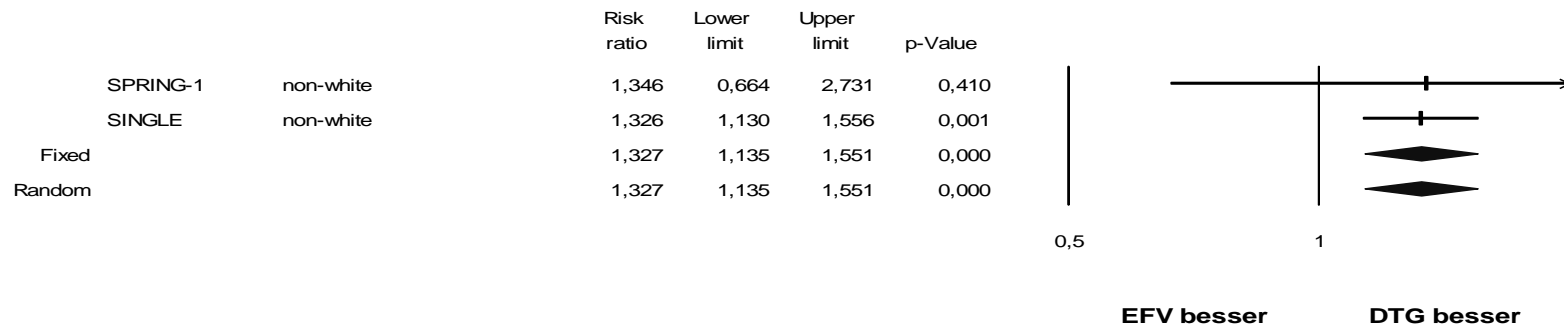 Risk Lower Upper
ratio limit limit p-Value
SPRING-1 non-white 1,346 0,664 2,731 0,410
SINGLE non-white 1,326 1,130 1,556 0,001
Fixed 1,327 1,135 1,551 0,000
Random 1,327 1,135 1,551 0,000
0,5 1
EFV besser DTG besser